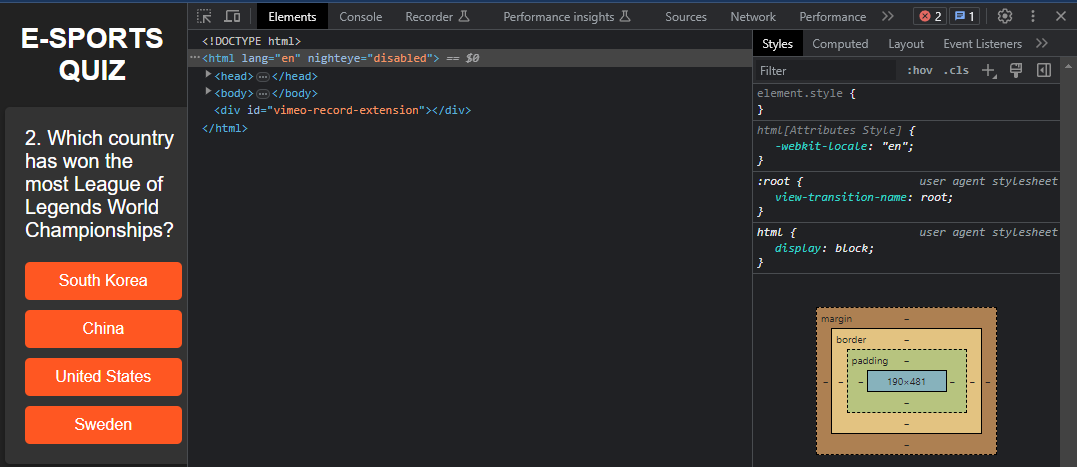 E-SPORTS
QUIZ
2. Which country
has won the
most League of
Legends World
Championships?
South Korea
China
United States
Sweden
Elements Console Recorder Performance insights Sources Network Performance 2 1
<!DOCTYPE html>
<html lang="en" nighteye="disabled"> == $0
<head> … </head>
<body> … </body>
<div id="vimeo-record-extension"></div>
</html>
Styles Computed Layout Event Listeners
Filter :hov .cls
element.style {
}
html[Attributes Style] {
-webkit-locale: "en";
}
:root { user agent stylesheet
view-transition-name: root;
}
html { user agent stylesheet
display: block;
}
margin –
border –
padding –
– – – 190×481 – – –
–
–
–